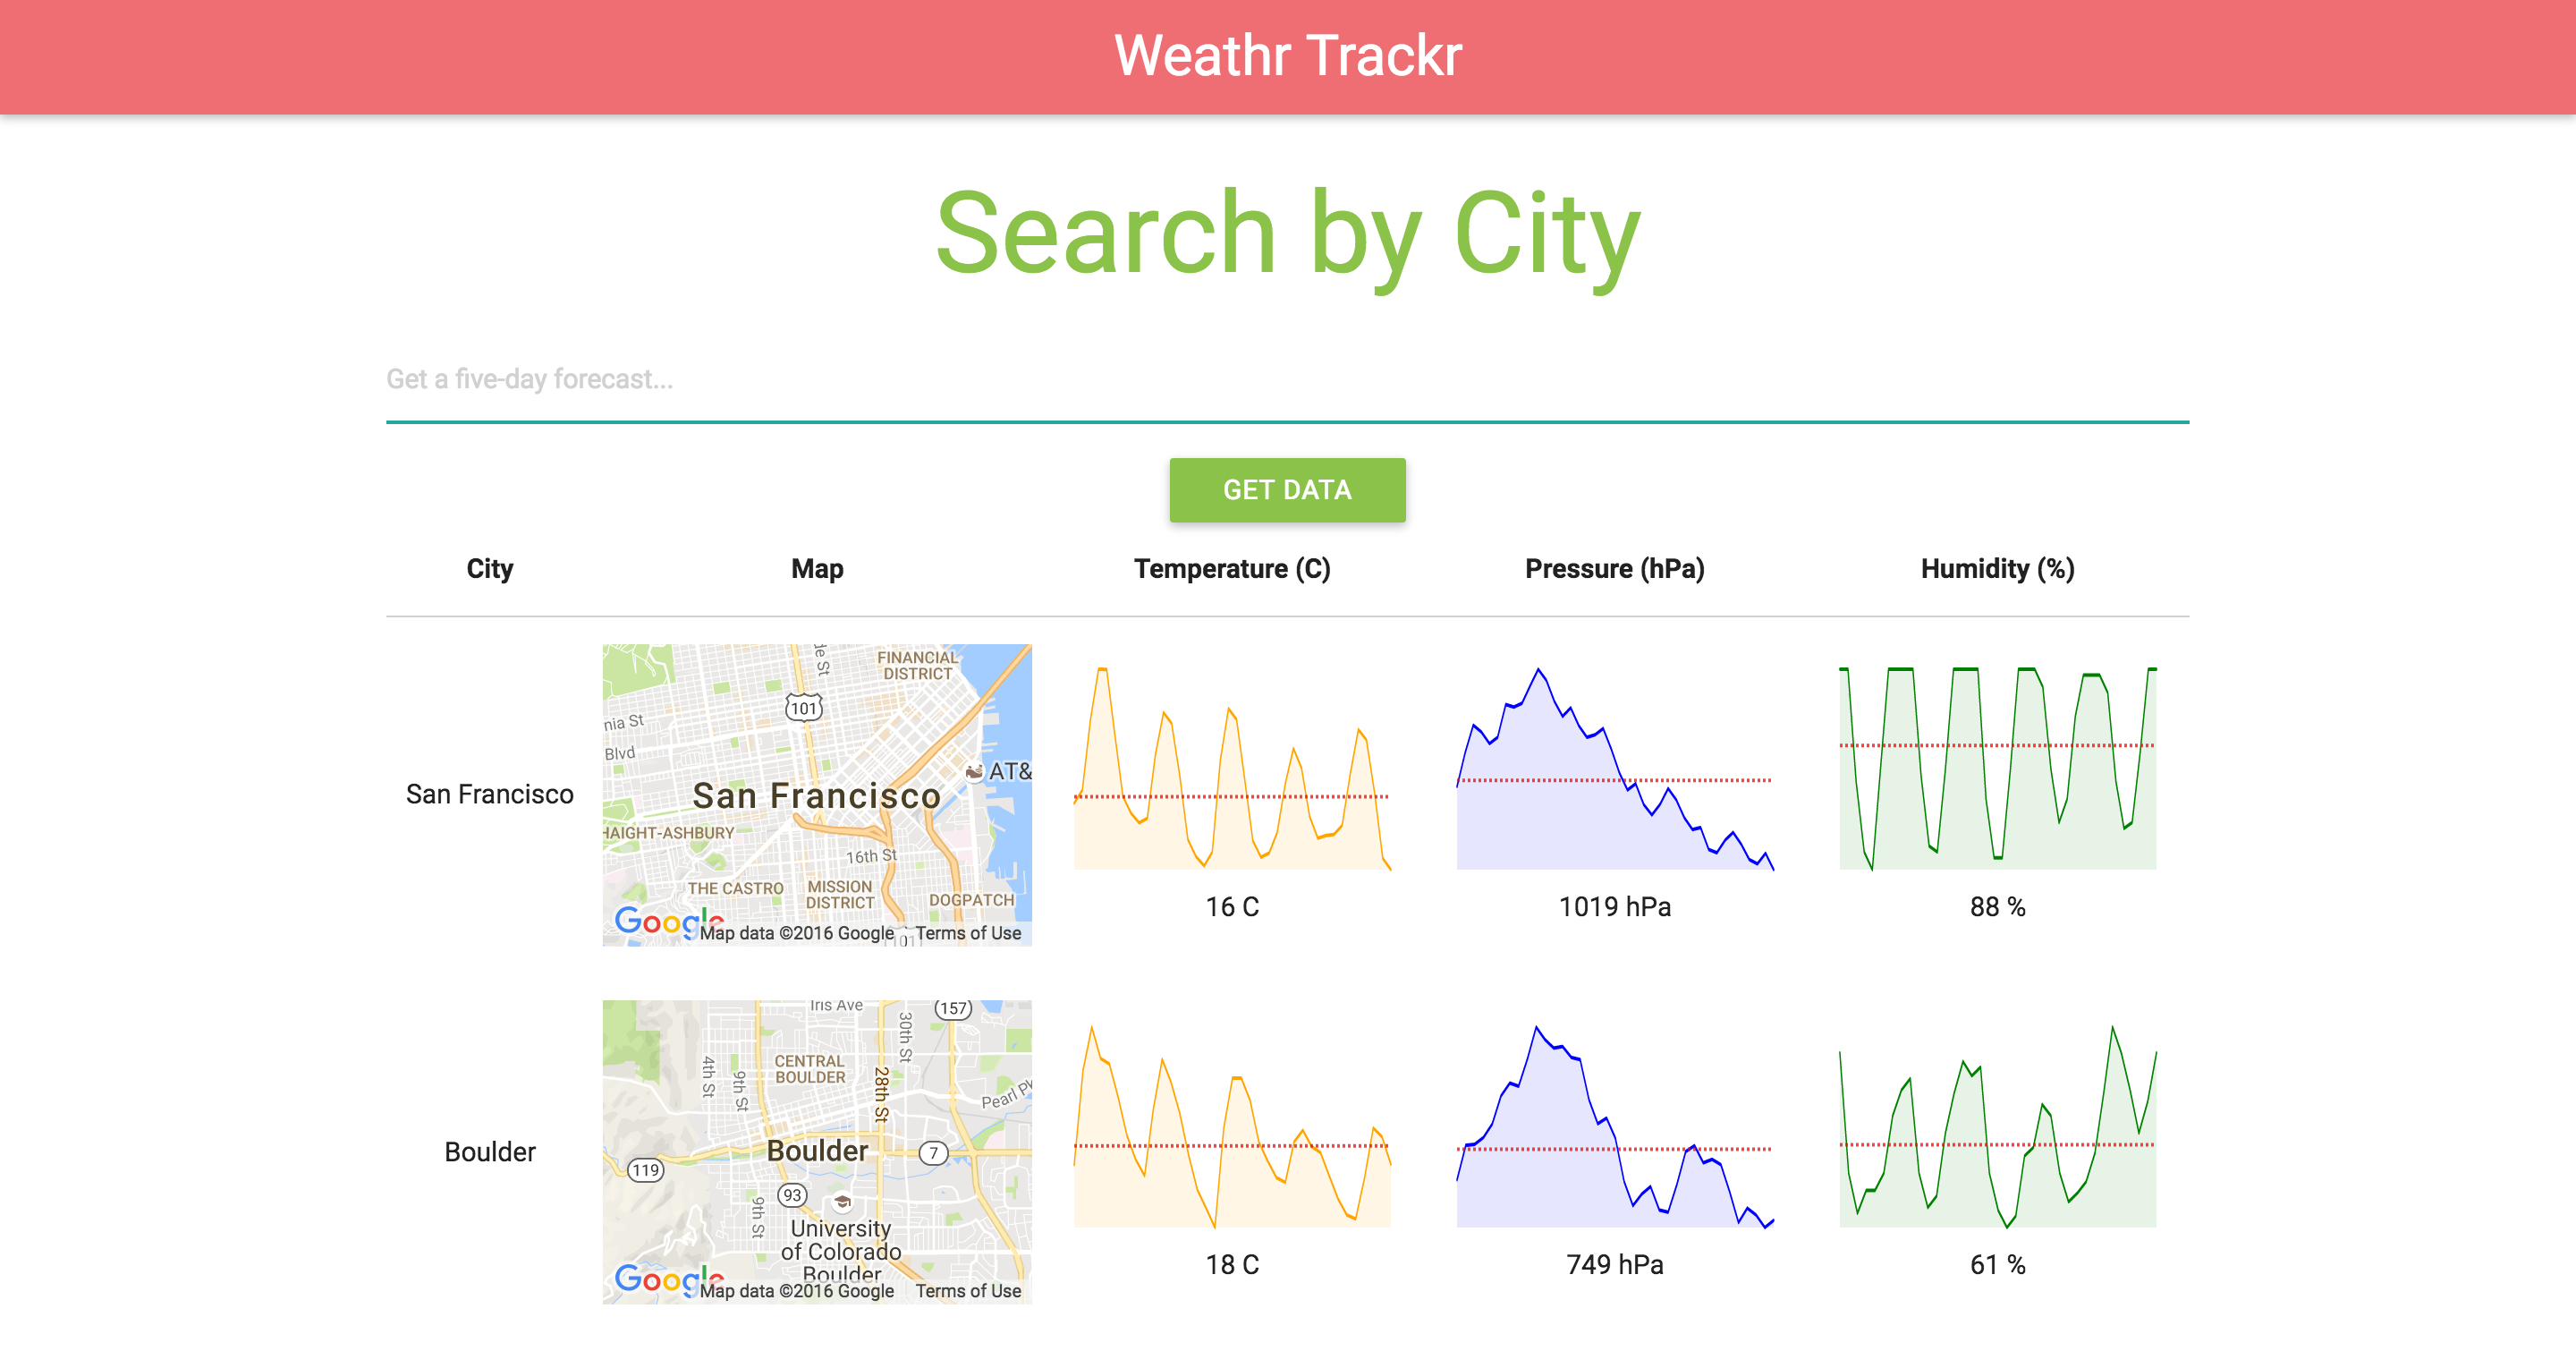 Weathr Trackr
Search by City
Get a five-day forecast...
GET DATA
City Map Temperature (C) Pressure (hPa) Humidity (%)
San Francisco
FINANCIAL
DISTRICT
101
nia St
Blvd
AT&
San Francisco
HAIGHT-ASHBURY
16th St
THE CASTRO
MISSION
DISTRICT
DOGPATCH
Google
Map data ©2016 Google
Terms of Use
16 C
1019 hPa
88 %
Boulder
Iris Ave
157
30th St
CENTRAL
BOULDER
4th St
9th St
28th St
Pearl Pk
Boulder
7
119
93
9th St
University
of Colorado
Boulder
Google
Map data ©2016 Google
Terms of Use
18 C
749 hPa
61 %